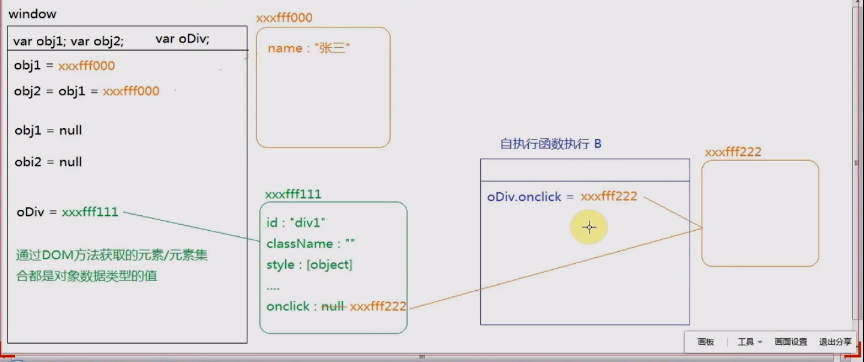 window
var obj1; var obj2; var oDiv;
obj1 = xxxfff000
obj2 = obj1 = xxxfff000
obj1 = null
obi2 = null
oDiv = xxxfff111
通过DOM方法获取的元素/元素集
合都是对象数据类型的值
xxxfff000
name : "张三"
xxxfff111
id : "div1"
className : ""
style : [object]
....
onclick : null xxxfff222
自执行函数执行 B
oDiv.onclick = xxxfff222
xxxfff222
画板 工具 画面设置 退出分享